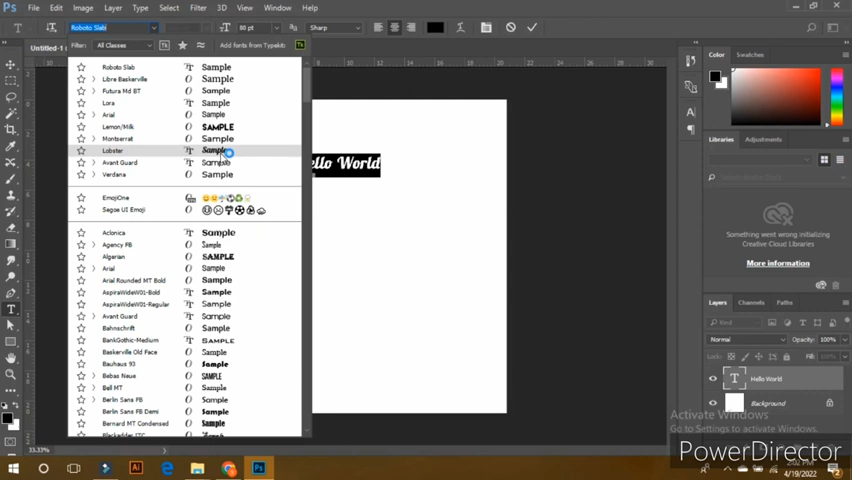 Ps File Edit Image Layer Type Select Filter 3D View Window Help
T Roboto Slab 80 pt Sharp
Filter: All Classes Add fonts from Typekit:
Untitled-1
Roboto Slab Sample
Libre Baskerville Sample
Futura Md BT Sample
Lora Sample
Arial Sample
Lemon/Milk SAMPLE
Montserrat Sample
Lobster Sample
Avant Guard Sample
Verdana Sample
EmojiOne
Segoe UI Emoji
Aclonica Sample
Agency FB Sample
Algerian SAMPLE
Arial Sample
Arial Rounded MT Bold Sample
AspiraWideW01-Bold Sample
AspiraWideW01-Regular Sample
Avant Guard Sample
Bahnschrift Sample
BankGothic-Medium SAMPLE
Baskerville Old Face Sample
Bauhaus 93 Sample
Bebas Neue SAMPLE
Bell MT Sample
Berlin Sans FB Sample
Berlin Sans FB Demi Sample
Bernard MT Condensed Sample
ello World
Color Swatches
Libraries Adjustments
Something went wrong initializing
Creative Cloud Libraries
More information
Layers Channels Paths
Kind
Normal Opacity: 100%
Lock: Fill: 100%
T Hello World
Background
Activate Windows
Go to Settings to activate Windows.
PowerDirector
33.33%
2:02 PM
4/19/2022